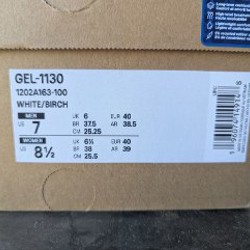 GEL-1130
1202A163-100
WHITE/BIRCH
MEN
US 7
UK 6
BR 37.5
CM 25.25
EUR 40
AR 38.5
WOMEN
US 8½
UK 6½
BR 38
CM 25.5
EUR 40
AR 39